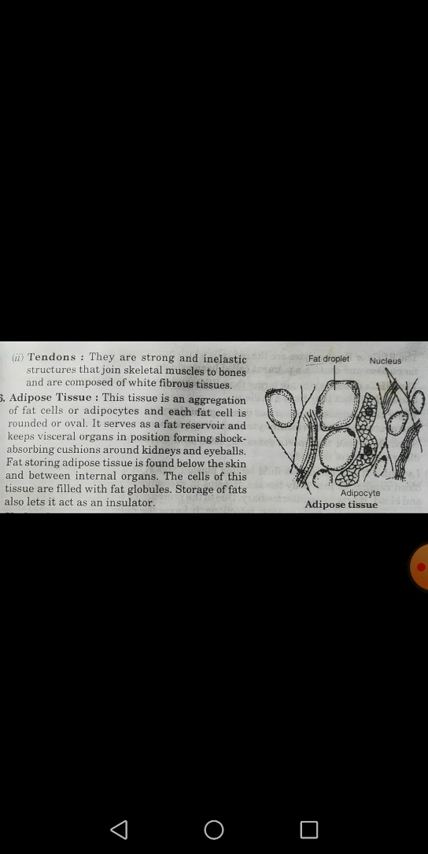 (ii) Tendons : They are strong and inelastic
structures that join skeletal muscles to bones
and are composed of white fibrous tissues.
Adipose Tissue : This tissue is an aggregation
of fat cells or adipocytes and each fat cell is
rounded or oval. It serves as a fat reservoir and
keeps visceral organs in position forming shock-
absorbing cushions around kidneys and eyeballs.
Fat storing adipose tissue is found below the skin
and between internal organs. The cells of this
tissue are filled with fat globules. Storage of fats
also lets it act as an insulator.
Fat droplet
Nucleus
Adipocyte
Adipose tissue